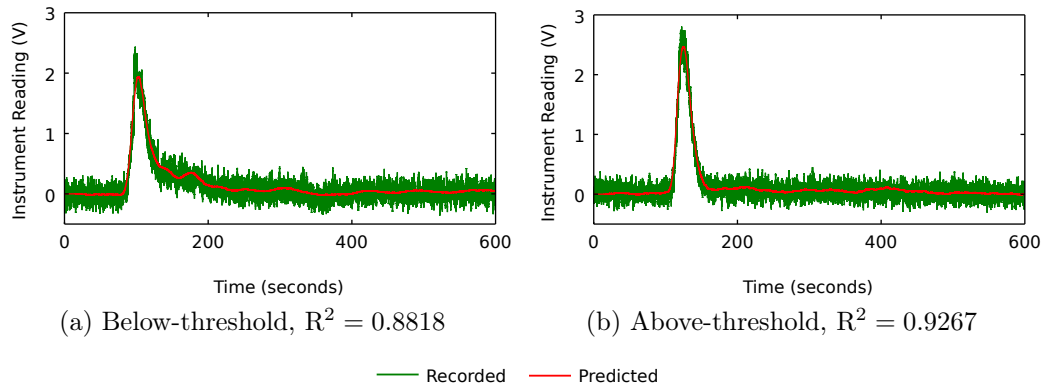 Instrument Reading (V)
3
2
1
0
0
200
400
600
Time (seconds)
(a) Below-threshold, R² = 0.8818
Instrument Reading (V)
3
2
1
0
0
200
400
600
Time (seconds)
(b) Above-threshold, R² = 0.9267
Recorded
Predicted